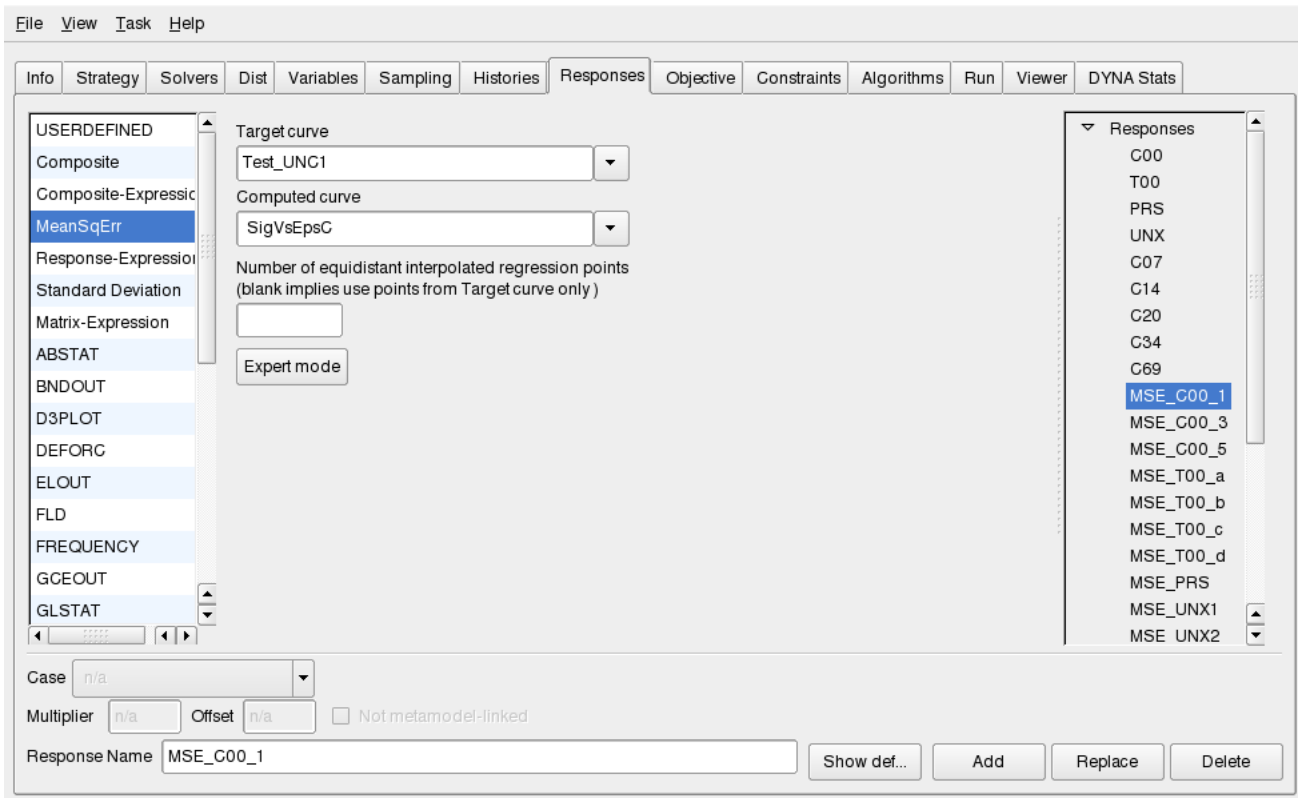 File View Task Help
Info Strategy Solvers Dist Variables Sampling Histories Responses Objective Constraints Algorithms Run Viewer DYNA Stats
USERDEFINED
Composite
Composite-Expressio
MeanSqErr
Response-Expression
Standard Deviation
Matrix-Expression
ABSTAT
BNDOUT
D3PLOT
DEFORC
ELOUT
FLD
FREQUENCY
GCEOUT
GLSTAT
Target curve
Test_UNC1
Computed curve
SigVsEpsC
Number of equidistant interpolated regression points
(blank implies use points from Target curve only )
Expert mode
Responses
C00
T00
PRS
UNX
C07
C14
C20
C34
C69
MSE_C00_1
MSE_C00_3
MSE_C00_5
MSE_T00_a
MSE_T00_b
MSE_T00_c
MSE_T00_d
MSE_PRS
MSE_UNX1
MSE_UNX2
Case n/a
Multiplier n/a Offset n/a Not metamodel-linked
Response Name MSE_C00_1 Show def... Add Replace Delete